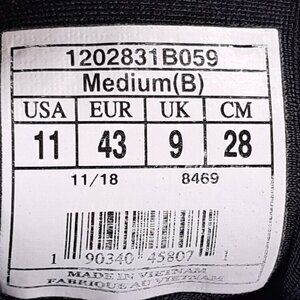 1202831B059
Medium(B)
USA EUR UK CM
11 43 9 28
11/18 8469
1 90340 45807 1
MADE IN VIETNAM
FABRIQUE AU VIETNAM